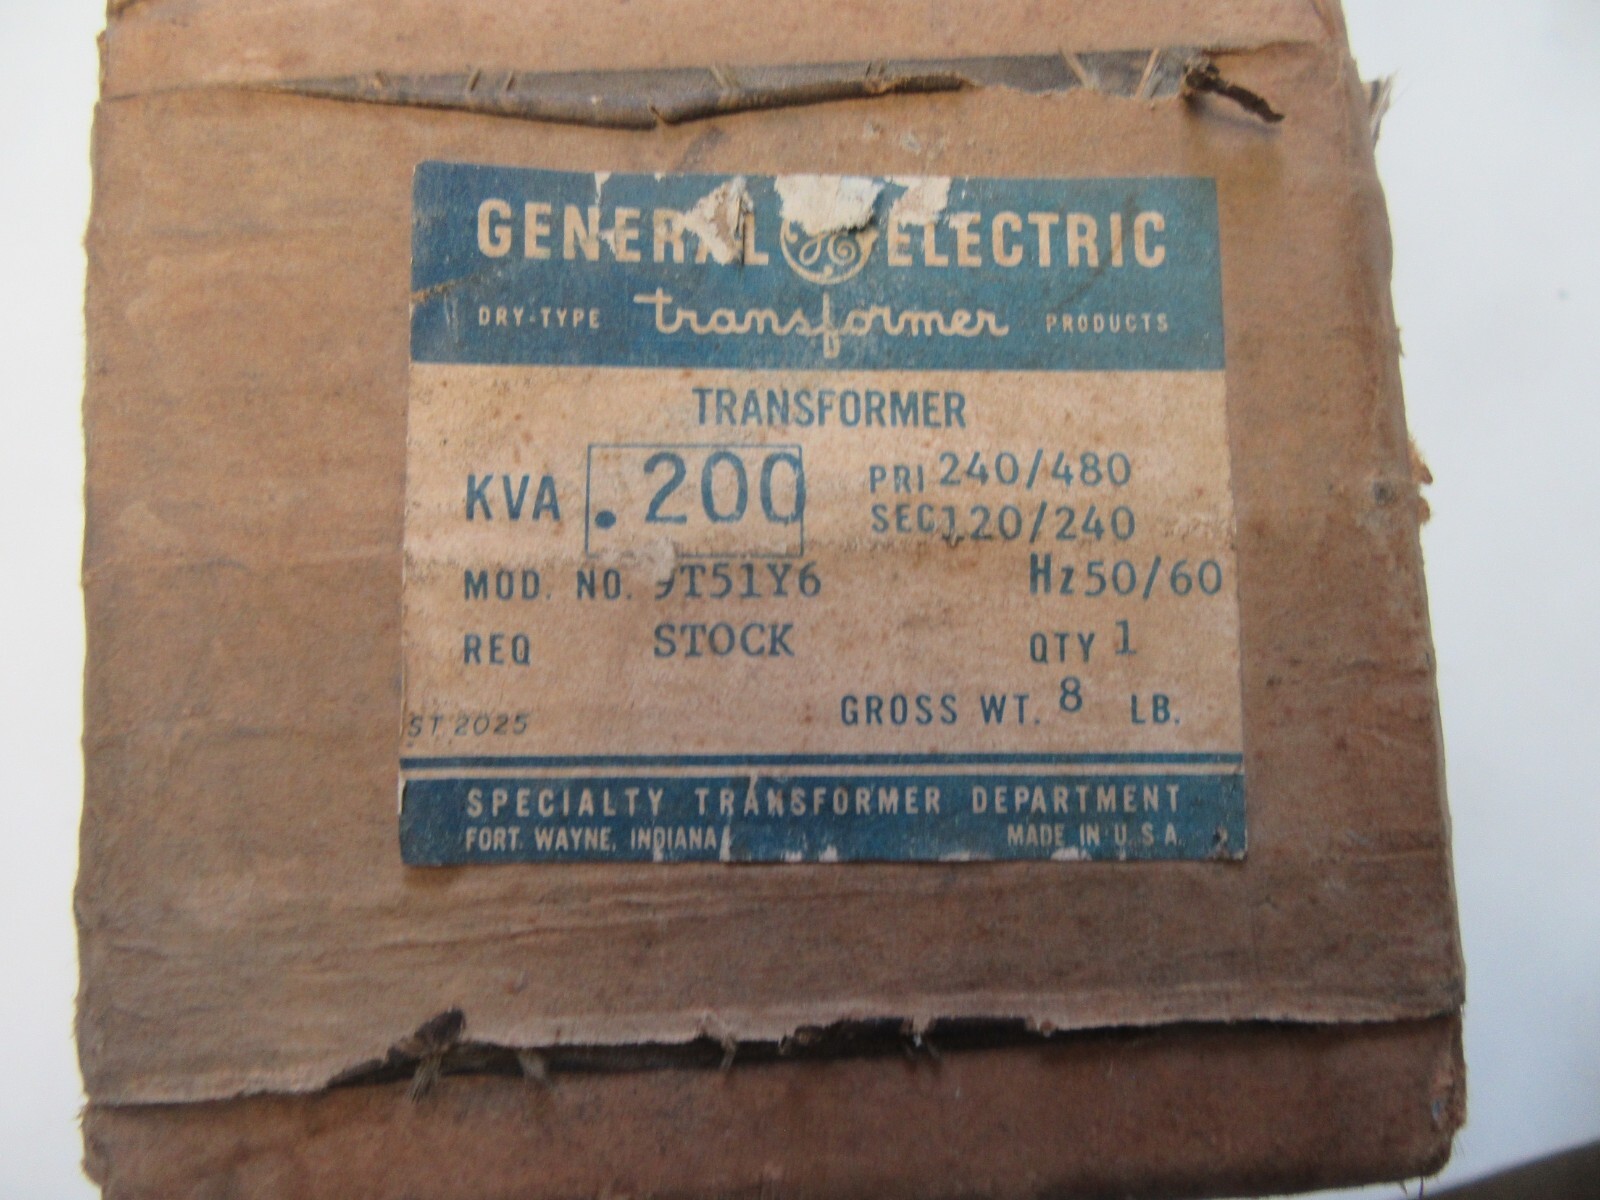 GENERAL GE ELECTRIC
DRY-TYPE transformer PRODUCTS
TRANSFORMER
KVA .200 PRI 240/480
SEC 120/240
MOD. NO. 9T51Y6 Hz 50/60
REQ STOCK QTY 1
GROSS WT. 8 LB.
ST 2025
SPECIALTY TRANSFORMER DEPARTMENT
FORT WAYNE, INDIANA MADE IN U.S.A.